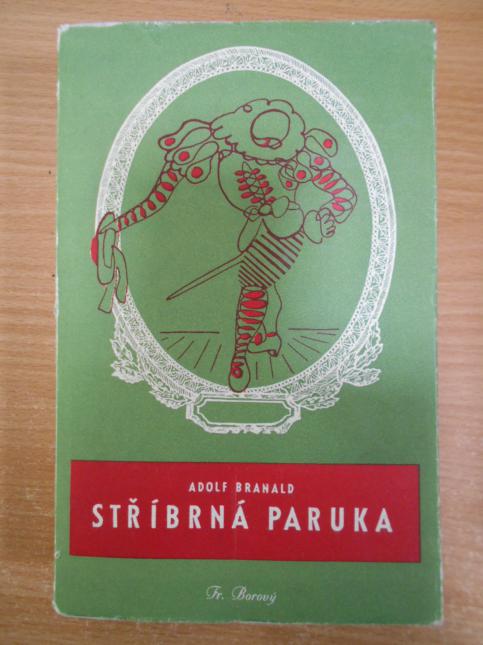 ADOLF BRANALD
STŘÍBRNÁ PARUKA
Fr. Borový